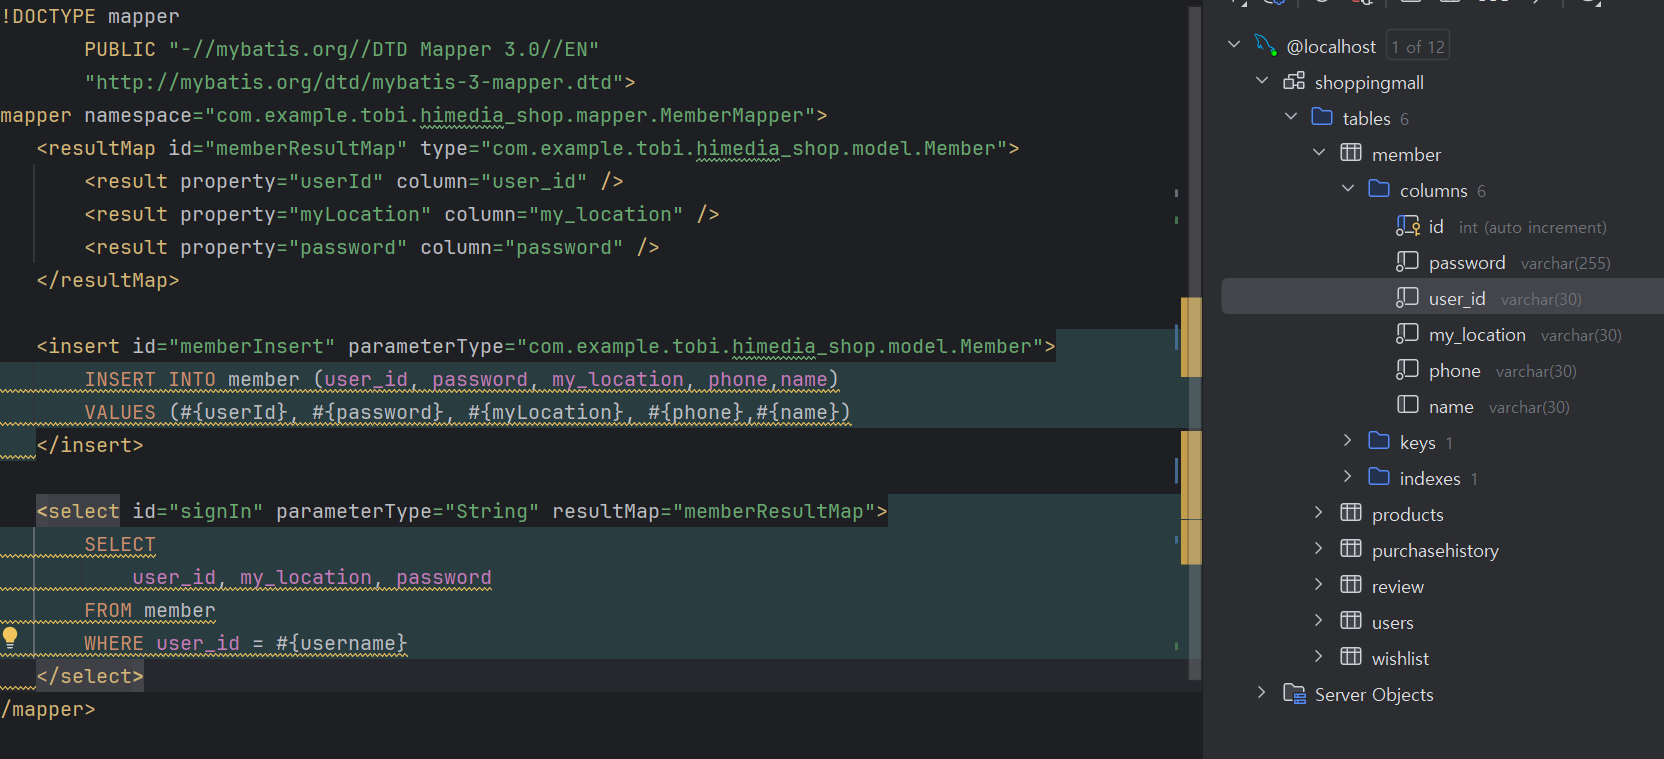 !DOCTYPE mapper
PUBLIC "-//mybatis.org//DTD Mapper 3.0//EN"
"http://mybatis.org/dtd/mybatis-3-mapper.dtd">
mapper namespace="com.example.tobi.himedia_shop.mapper.MemberMapper">
<resultMap id="memberResultMap" type="com.example.tobi.himedia_shop.model.Member">
<result property="userId" column="user_id" />
<result property="myLocation" column="my_location" />
<result property="password" column="password" />
</resultMap>
<insert id="memberInsert" parameterType="com.example.tobi.himedia_shop.model.Member">
INSERT INTO member (user_id, password, my_location, phone,name)
VALUES (#{userId}, #{password}, #{myLocation}, #{phone},#{name})
</insert>
<select id="signIn" parameterType="String" resultMap="memberResultMap">
SELECT
user_id, my_location, password
FROM member
WHERE user_id = #{username}
</select>
/mapper>
@localhost 1 of 12
shoppingmall
tables 6
member
columns 6
id int (auto increment)
password varchar(255)
user_id varchar(30)
my_location varchar(30)
phone varchar(30)
name varchar(30)
keys 1
indexes 1
products
purchasehistory
review
users
wishlist
Server Objects